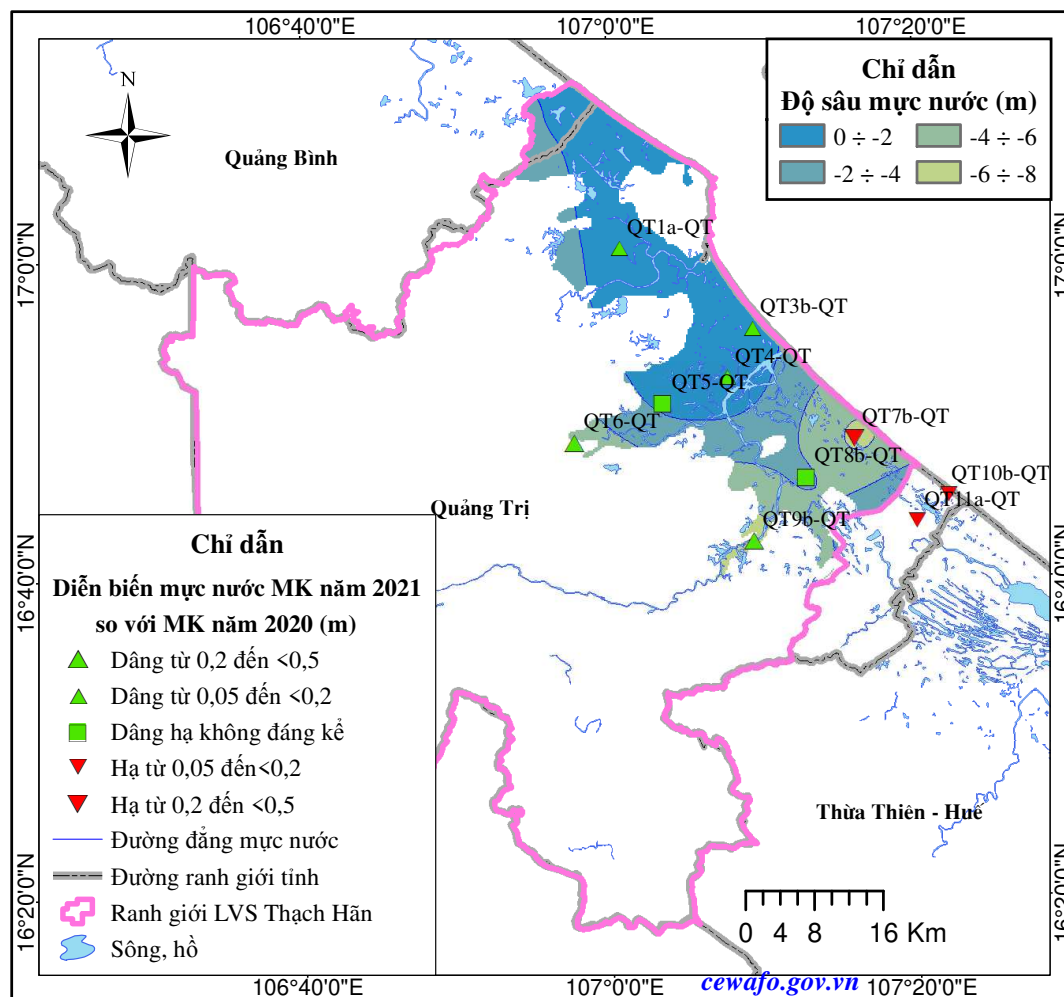 106°40'0"E
107°0'0"E
107°20'0"E
Chỉ dẫn
Độ sâu mực nước (m)
0 ÷ -2
-4 ÷ -6
-2 ÷ -4
-6 ÷ -8
N
Quảng Bình
17°0'0"N
17°0'0"N
QT1a-QT
QT3b-QT
QT4-QT
QT5-QT
QT6-QT
QT7b-QT
QT8b-QT
QT10b-QT
QT11a-QT
QT9b-QT
Quảng Trị
16°40'0"N
16°40'0"N
Chỉ dẫn
Diễn biến mực nước MK năm 2021
so với MK năm 2020 (m)
Dâng từ 0,2 đến <0,5
Dâng từ 0,05 đến <0,2
Dâng hạ không đáng kể
Hạ từ 0,05 đến<0,2
Hạ từ 0,2 đến <0,5
Đường đẳng mực nước
Đường ranh giới tỉnh
Ranh giới LVS Thạch Hãn
Sông, hồ
Thừa Thiên - Huế
16°20'0"N
16°20'0"N
0 4 8 16 Km
cewafo.gov.vn
106°40'0"E
107°0'0"E
107°20'0"E